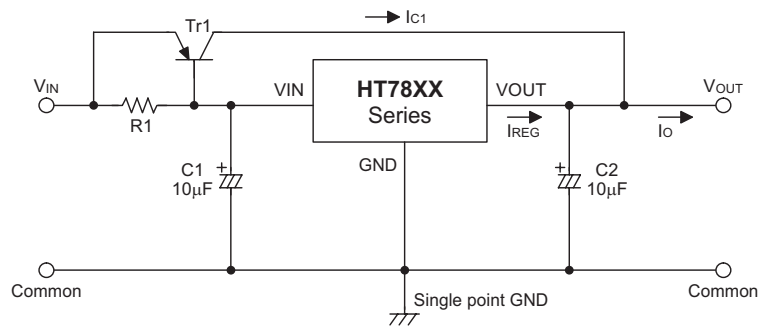 Tr1
IC1
VIN
R1
VIN
HT78XX
Series
VOUT
IREG
VOUT
IO
GND
C1
10μF
+
C2
10μF
+
Common
Single point GND
Common